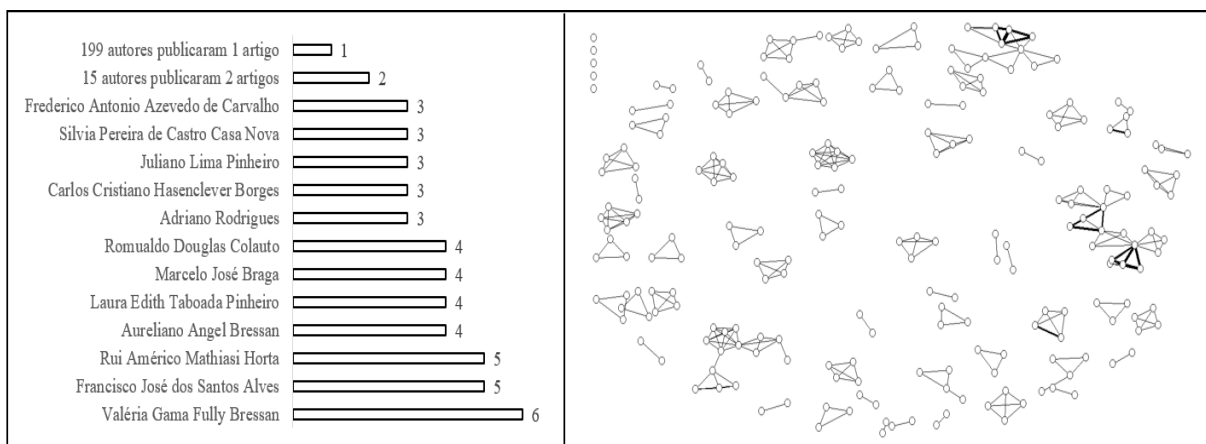 199 autores publicaram 1 artigo 1
15 autores publicaram 2 artigos 2
Frederico Antonio Azevedo de Carvalho 3
Silvia Pereira de Castro Casa Nova 3
Juliano Lima Pinheiro 3
Carlos Cristiano Hasenclever Borges 3
Adriano Rodrigues 3
Romualdo Douglas Colauto 4
Marcelo José Braga 4
Laura Edith Taboada Pinheiro 4
Aureliano Angel Bressan 4
Rui Américo Mathiasi Horta 5
Francisco José dos Santos Alves 5
Valéria Gama Fully Bressan 6